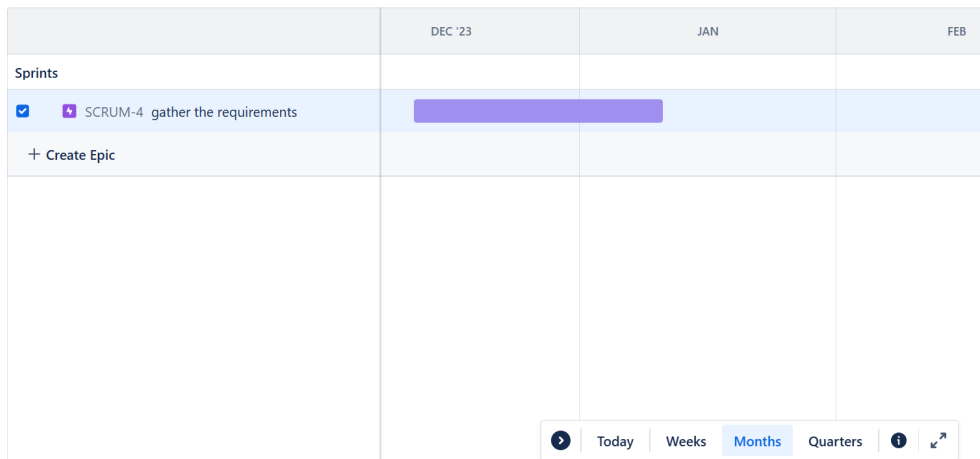 DEC '23 JAN FEB
Sprints
SCRUM-4 gather the requirements
+ Create Epic
Today Weeks Months Quarters